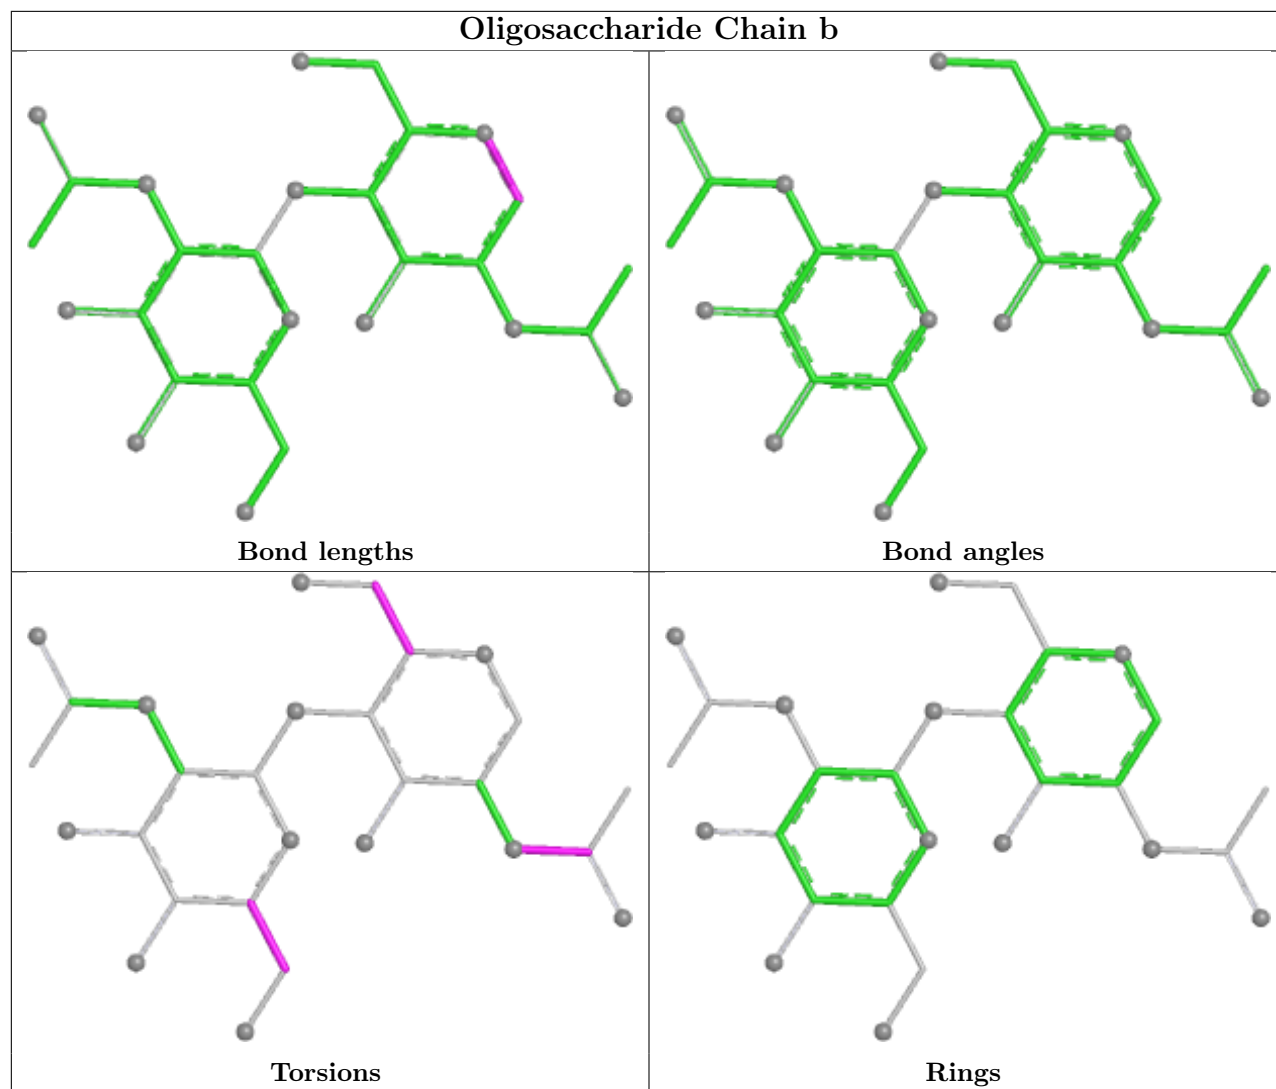 Oligosaccharide Chain b
Bond lengths
Bond angles
Torsions
Rings